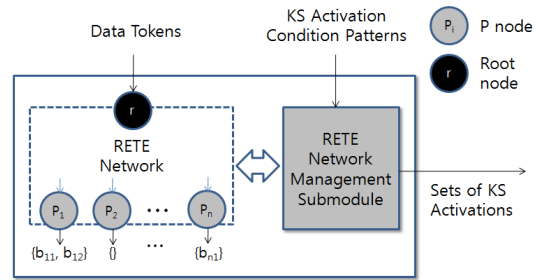 Data Tokens
KS Activation
Condition Patterns
Pi
P node
r
Root
node
r
RETE
Network
RETE
Network
Management
Submodule
P1
P2
•••
Pn
Sets of KS
Activations
{b11, b12}
{}
...
{bn1}